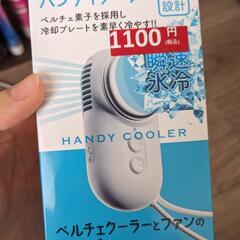 ペルチェ素子を採用し
冷却プレートを素早く冷やす!!
設計
1100円
(税込)
瞬速
氷冷
HANDY COOLER
ペルチェクーラーとファンの